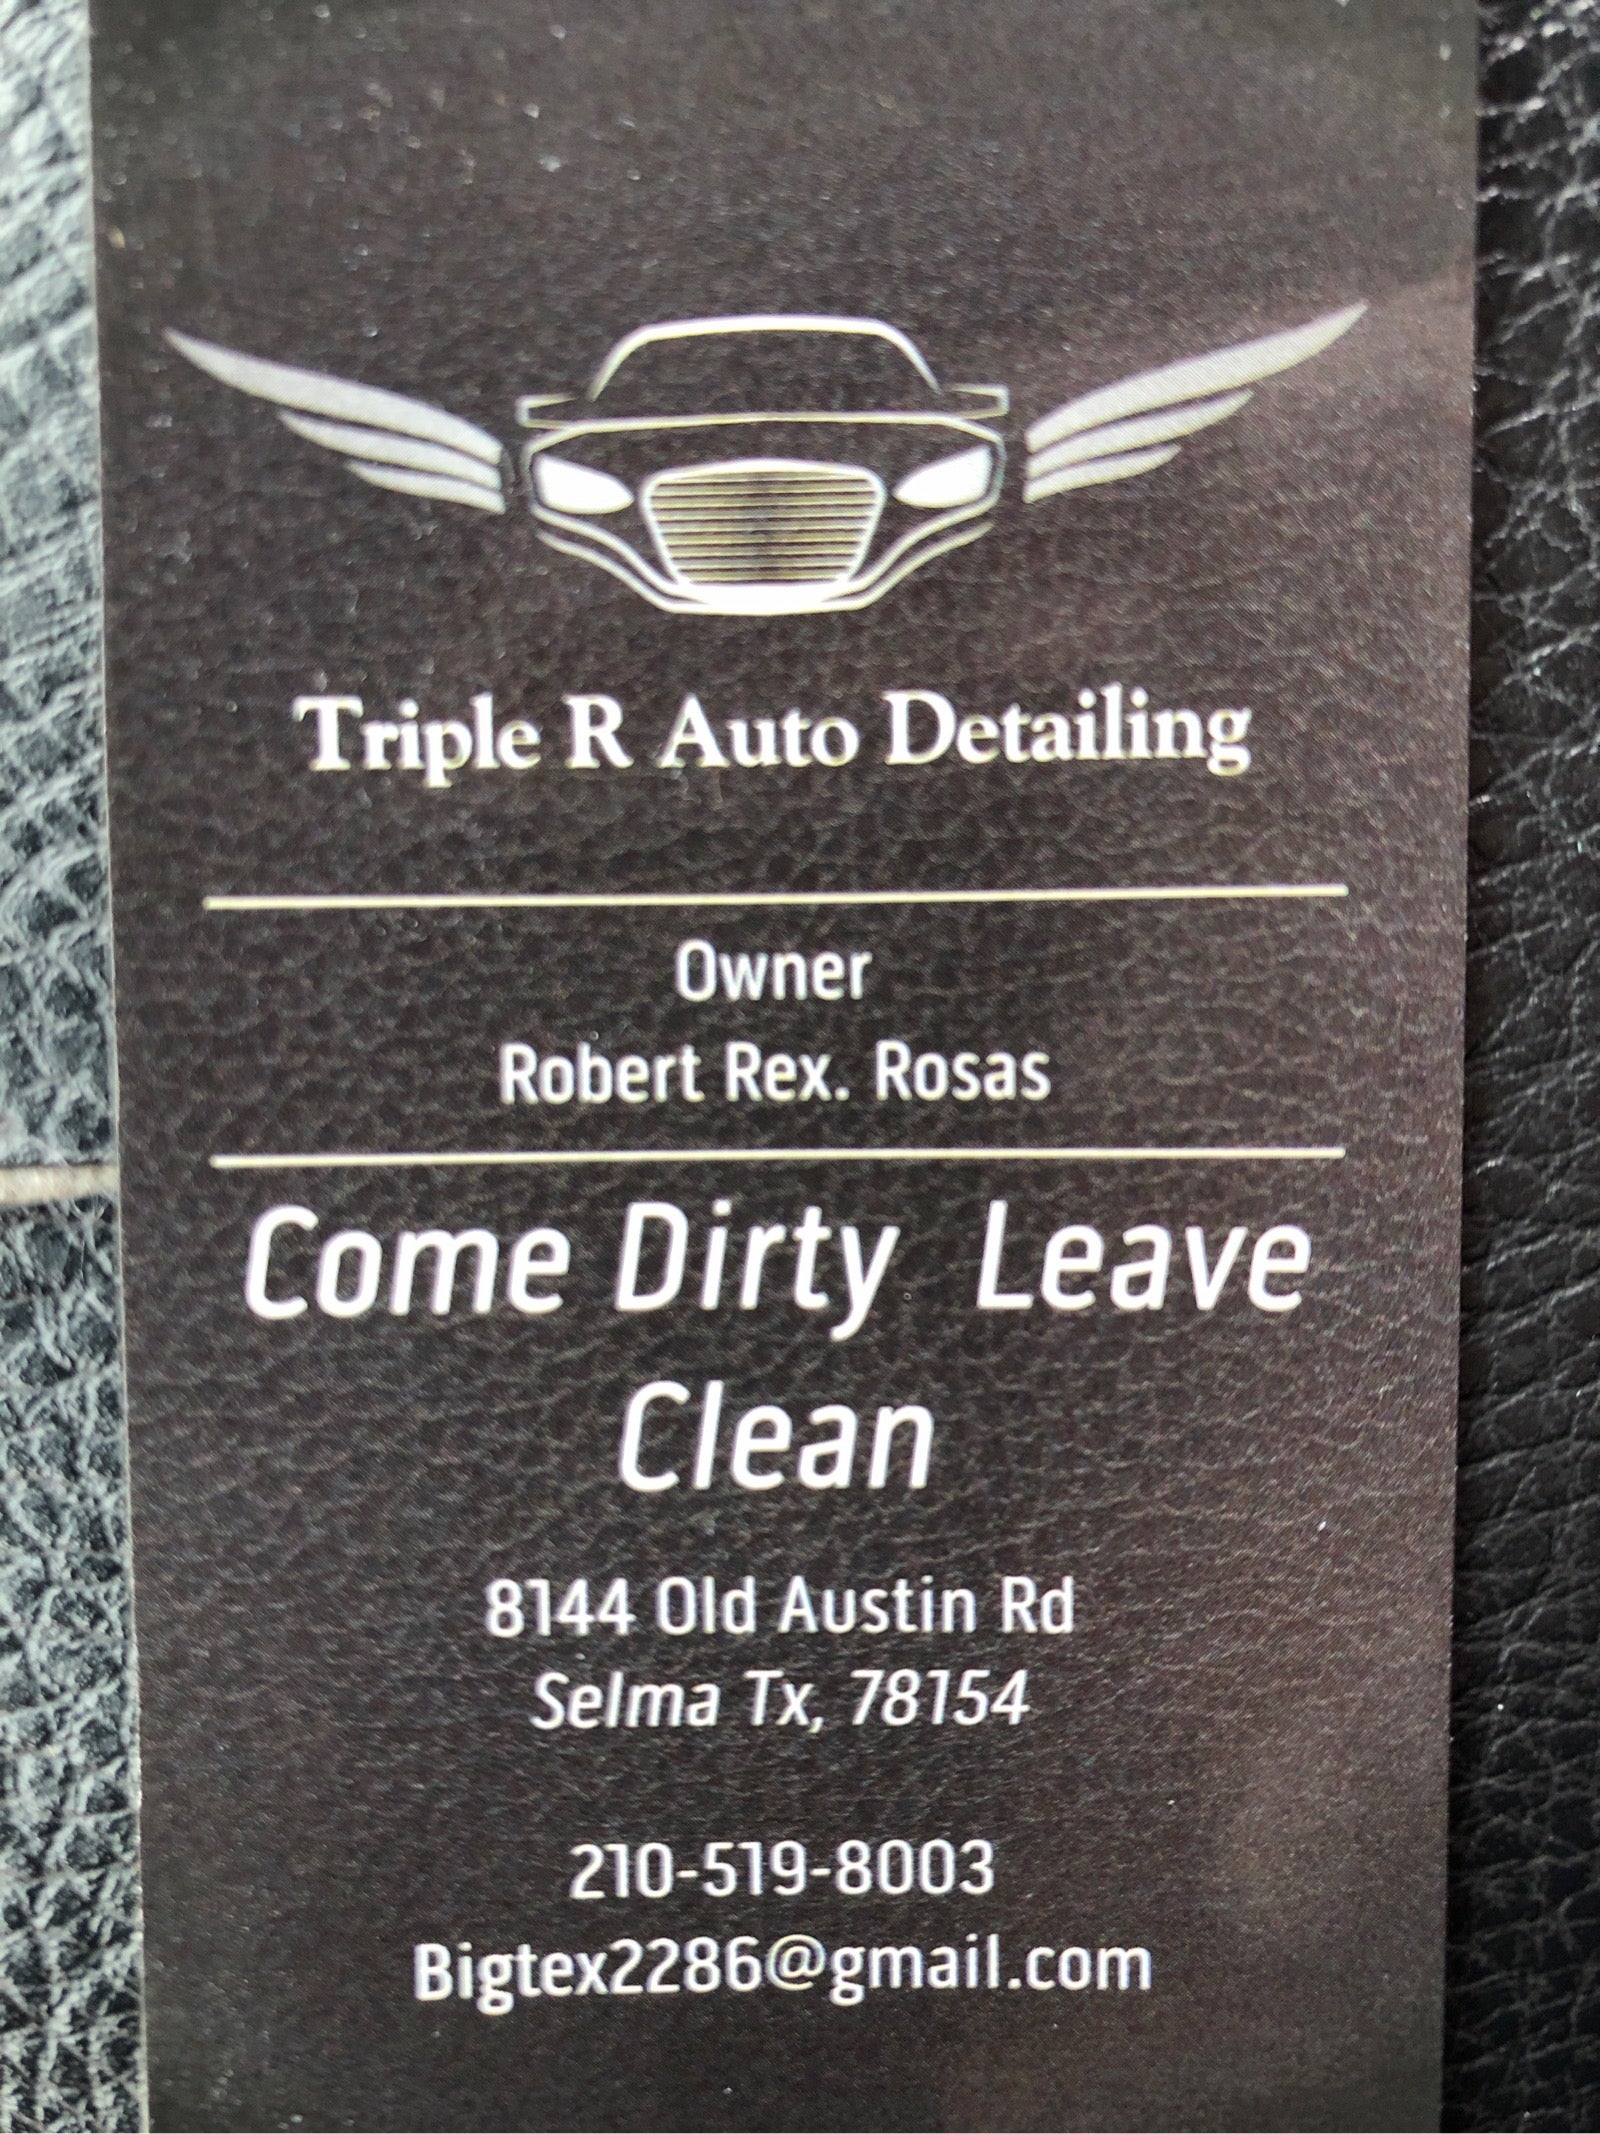 Triple R Auto Detailing
Owner
Robert Rex. Rosas
Come Dirty Leave
Clean
8144 Old Austin Rd
Selma Tx, 78154
210-519-8003
Bigtex2286@gmail.com